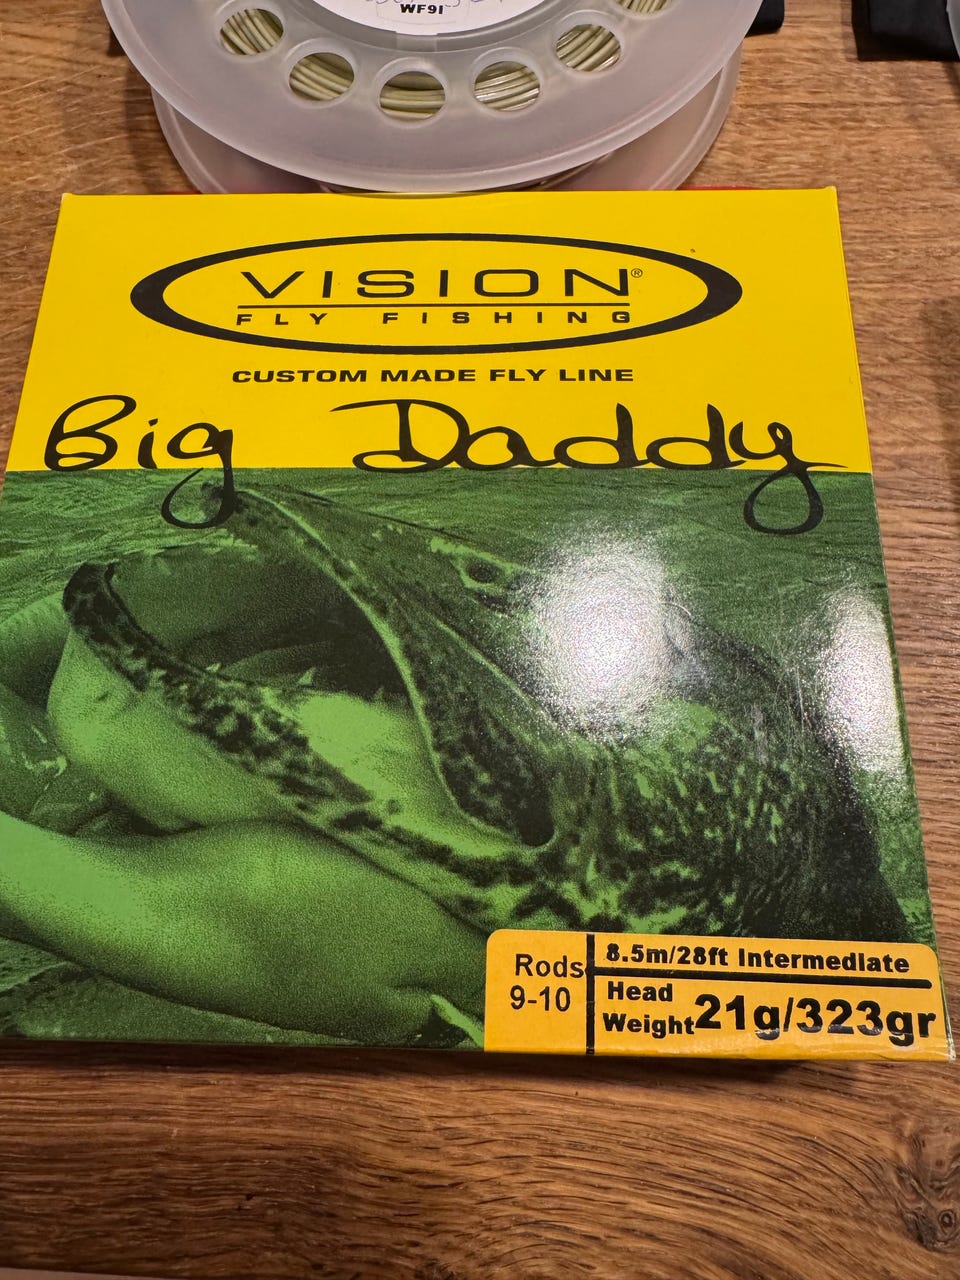 WF9I
VISION®
FLY FISHING
CUSTOM MADE FLY LINE
Big Daddy
Rods
9-10
8.5m/28ft Intermediate
Head
Weight 21g/323gr